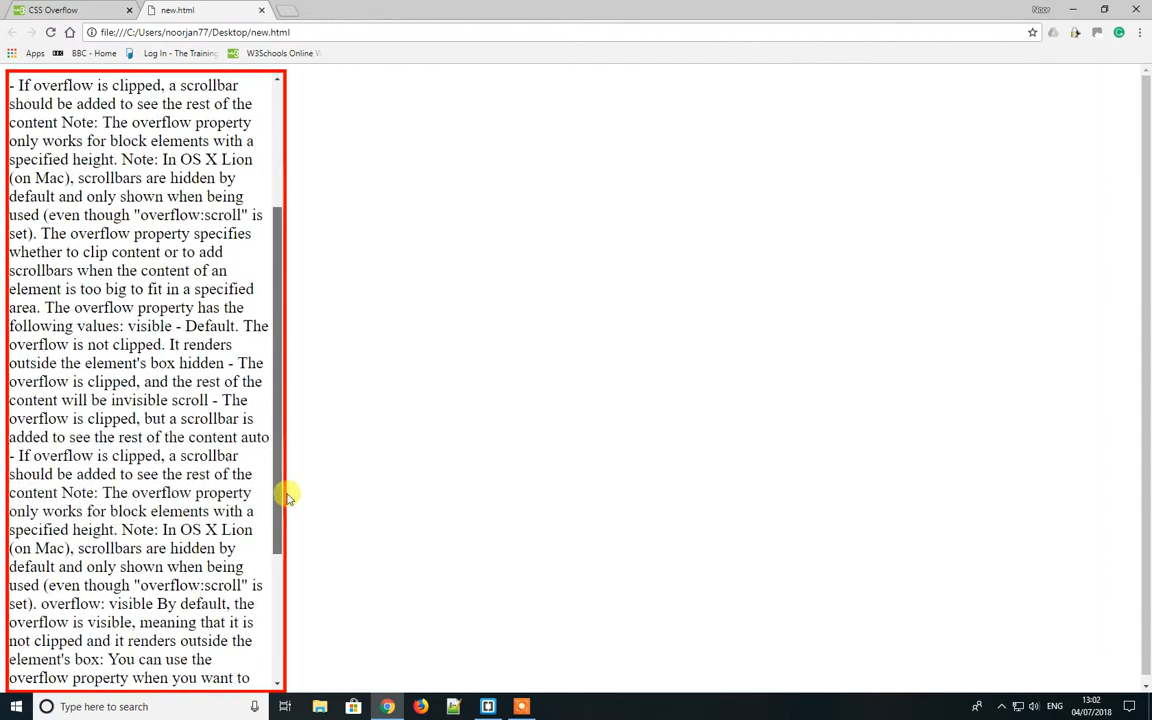 CSS Overflow
new.html
Noor
file:///C:/Users/noorjan77/Desktop/new.html
Apps
BBC - Home
Log In - The Training
W3Schools Online
- If overflow is clipped, a scrollbar
should be added to see the rest of the
content Note: The overflow property
only works for block elements with a
specified height. Note: In OS X Lion
(on Mac), scrollbars are hidden by
default and only shown when being
used (even though "overflow:scroll" is
set). The overflow property specifies
whether to clip content or to add
scrollbars when the content of an
element is too big to fit in a specified
area. The overflow property has the
following values: visible - Default. The
overflow is not clipped. It renders
outside the element's box hidden - The
overflow is clipped, and the rest of the
content will be invisible scroll - The
overflow is clipped, but a scrollbar is
added to see the rest of the content auto
- If overflow is clipped, a scrollbar
should be added to see the rest of the
content Note: The overflow property
only works for block elements with a
specified height. Note: In OS X Lion
(on Mac), scrollbars are hidden by
default and only shown when being
used (even though "overflow:scroll" is
set). overflow: visible By default, the
overflow is visible, meaning that it is
not clipped and it renders outside the
element's box: You can use the
overflow property when you want to
Type here to search
ENG
13:02
04/07/2018